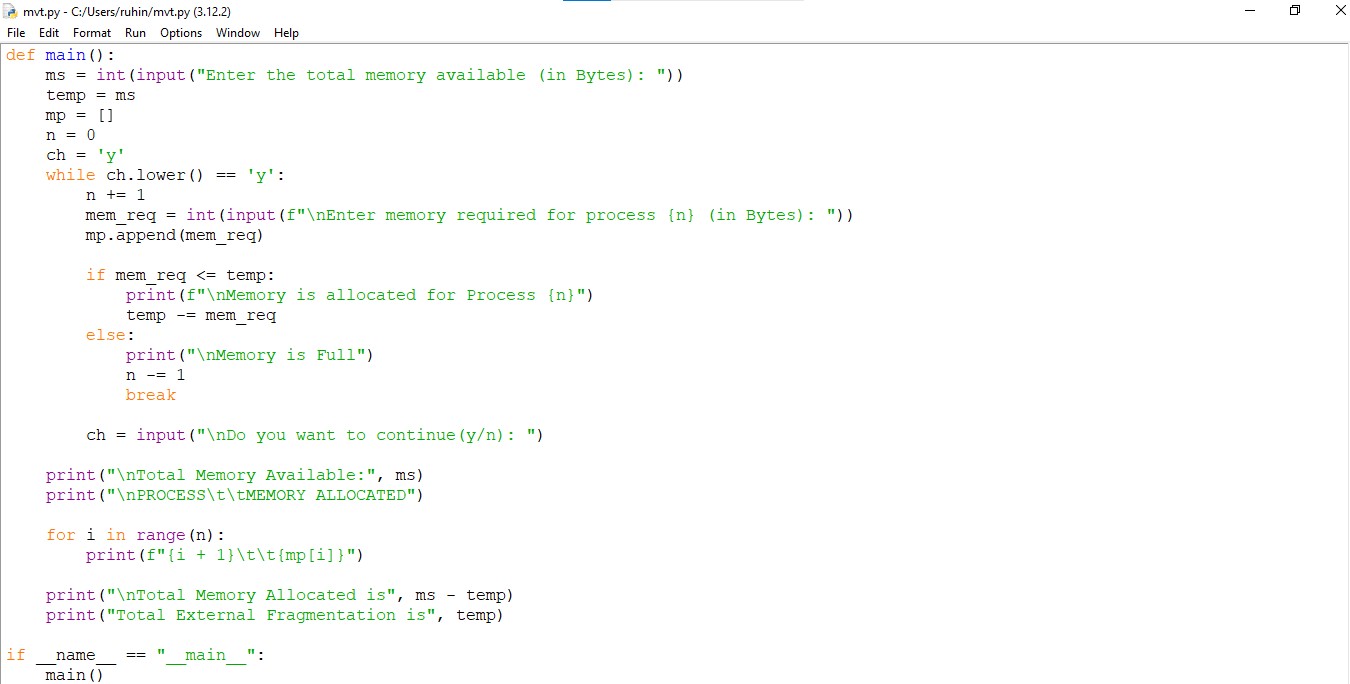 mvt.py - C:/Users/ruhin/mvt.py (3.12.2)
File Edit Format Run Options Window Help
def main():
    ms = int(input("Enter the total memory available (in Bytes): "))
    temp = ms
    mp = []
    n = 0
    ch = 'y'
    while ch.lower() == 'y':
        n += 1
        mem_req = int(input(f"\nEnter memory required for process {n} (in Bytes): "))
        mp.append(mem_req)

        if mem_req <= temp:
            print(f"\nMemory is allocated for Process {n}")
            temp -= mem_req
        else:
            print("\nMemory is Full")
            n -= 1
            break

        ch = input("\nDo you want to continue(y/n): ")

    print("\nTotal Memory Available:", ms)
    print("\nPROCESS\t\tMEMORY ALLOCATED")

    for i in range(n):
        print(f"{i + 1}\t\t{mp[i]}")

    print("\nTotal Memory Allocated is", ms - temp)
    print("Total External Fragmentation is", temp)

if __name__ == "__main__":
    main()